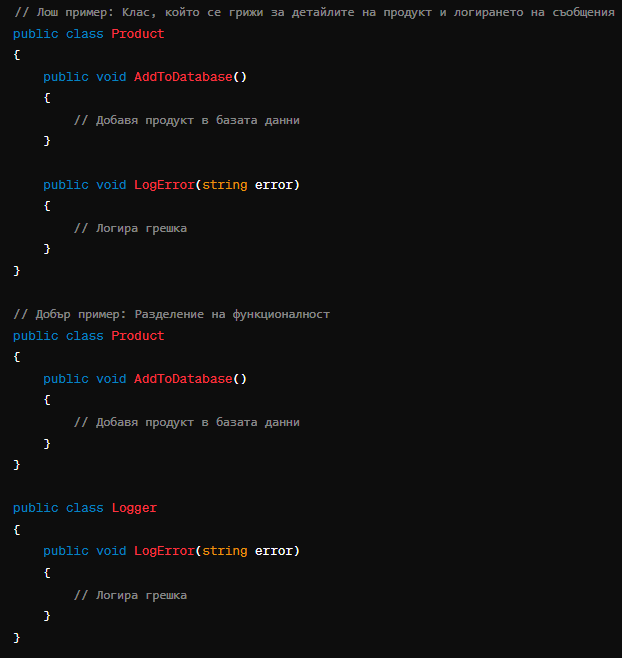 // Лош пример: Клас, който се грижи за детайлите на продукт и логирането на съобщения
public class Product
{
    public void AddToDatabase()
    {
        // Добавя продукт в базата данни
    }

    public void LogError(string error)
    {
        // Логира грешка
    }
}

// Добър пример: Разделение на функционалност
public class Product
{
    public void AddToDatabase()
    {
        // Добавя продукт в базата данни
    }
}

public class Logger
{
    public void LogError(string error)
    {
        // Логира грешка
    }
}